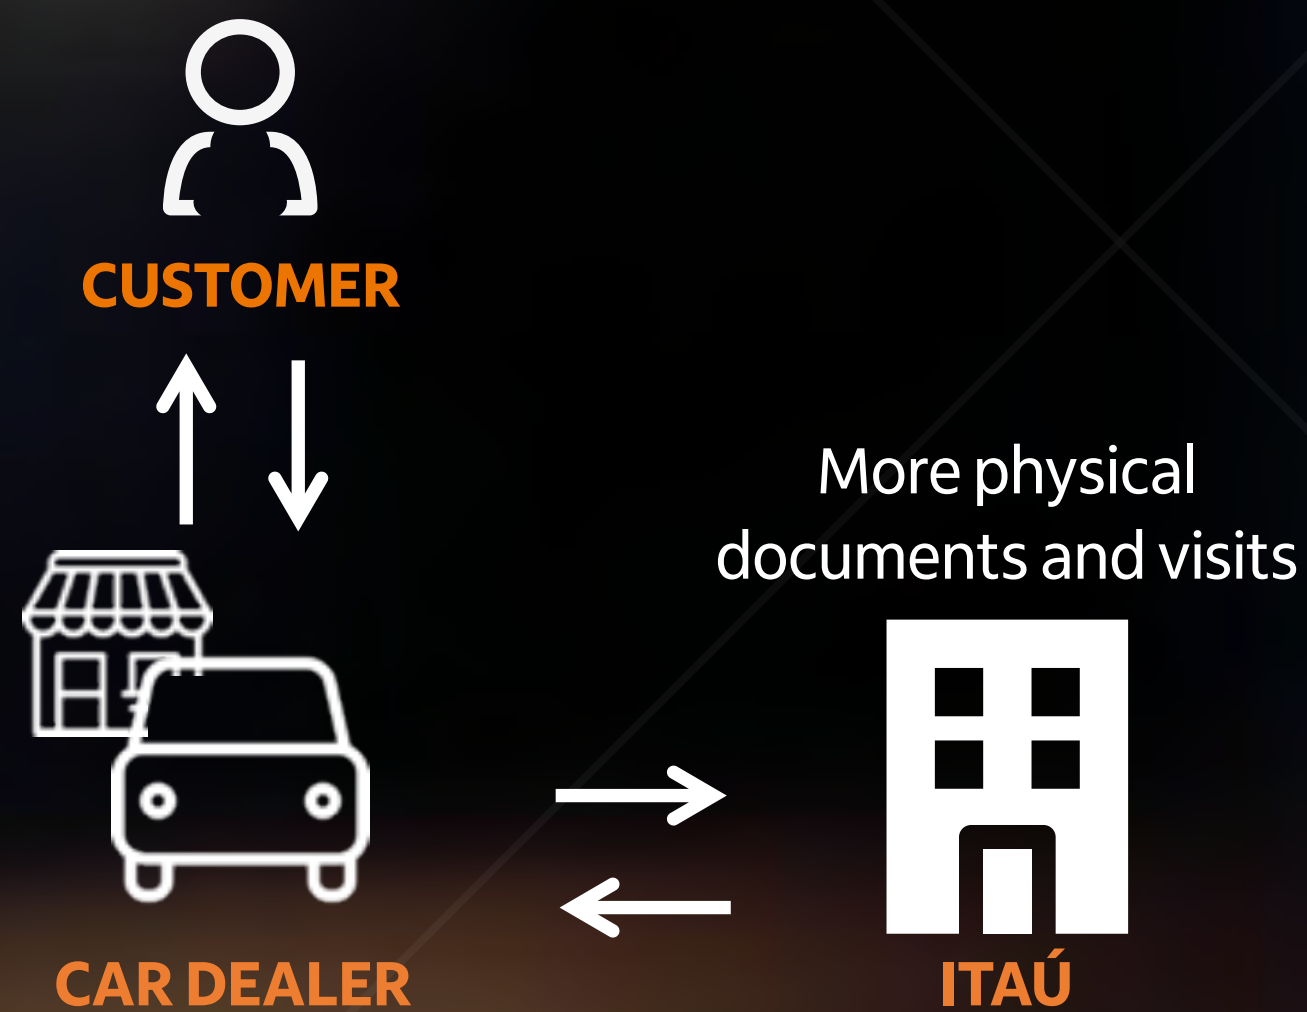 CUSTOMER
More physical
documents and visits
CAR DEALER
ITAÚ